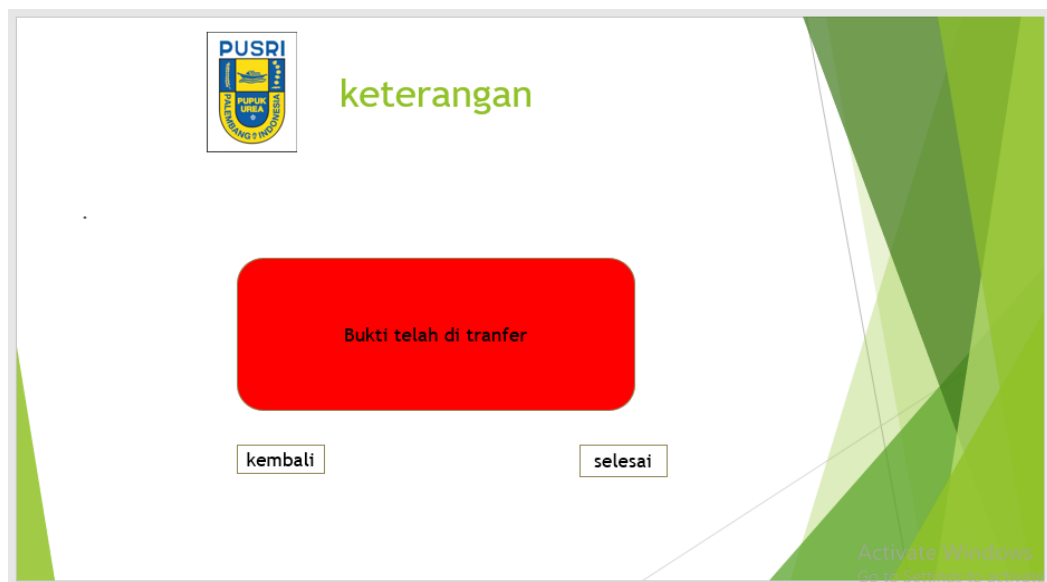 PUSRI
PUPUK
UREA
PALEMBANG INDONESIA
keterangan
.
Bukti telah di tranfer
kembali
selesai
Activate Windows